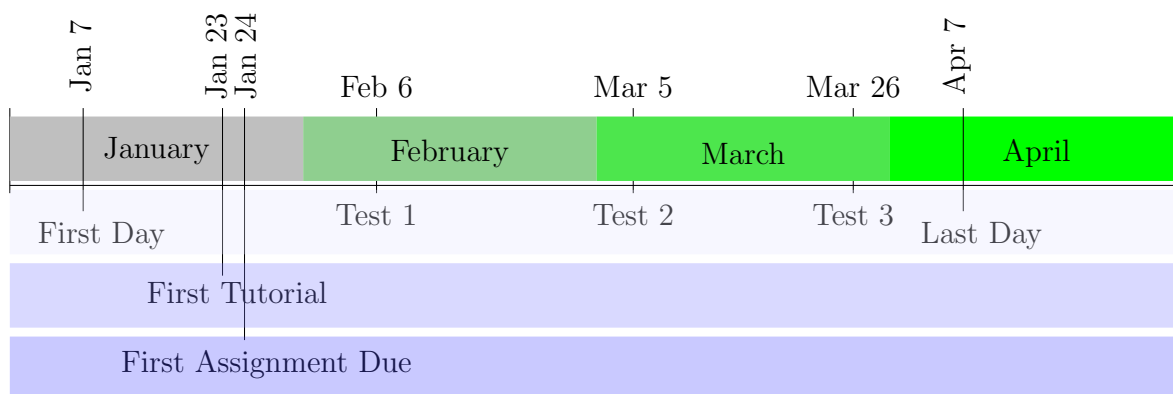 Jan 7
Jan 23
Jan 24
Feb 6
Mar 5
Mar 26
Apr 7
January
February
March
April
First Day
Test 1
Test 2
Test 3
Last Day
First Tutorial
First Assignment Due